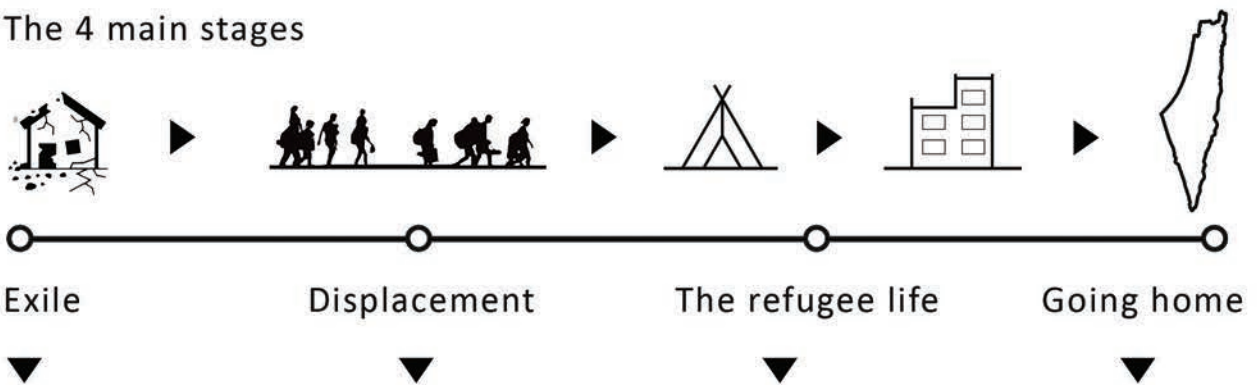 The 4 main stages
Exile
Displacement
The refugee life
Going home